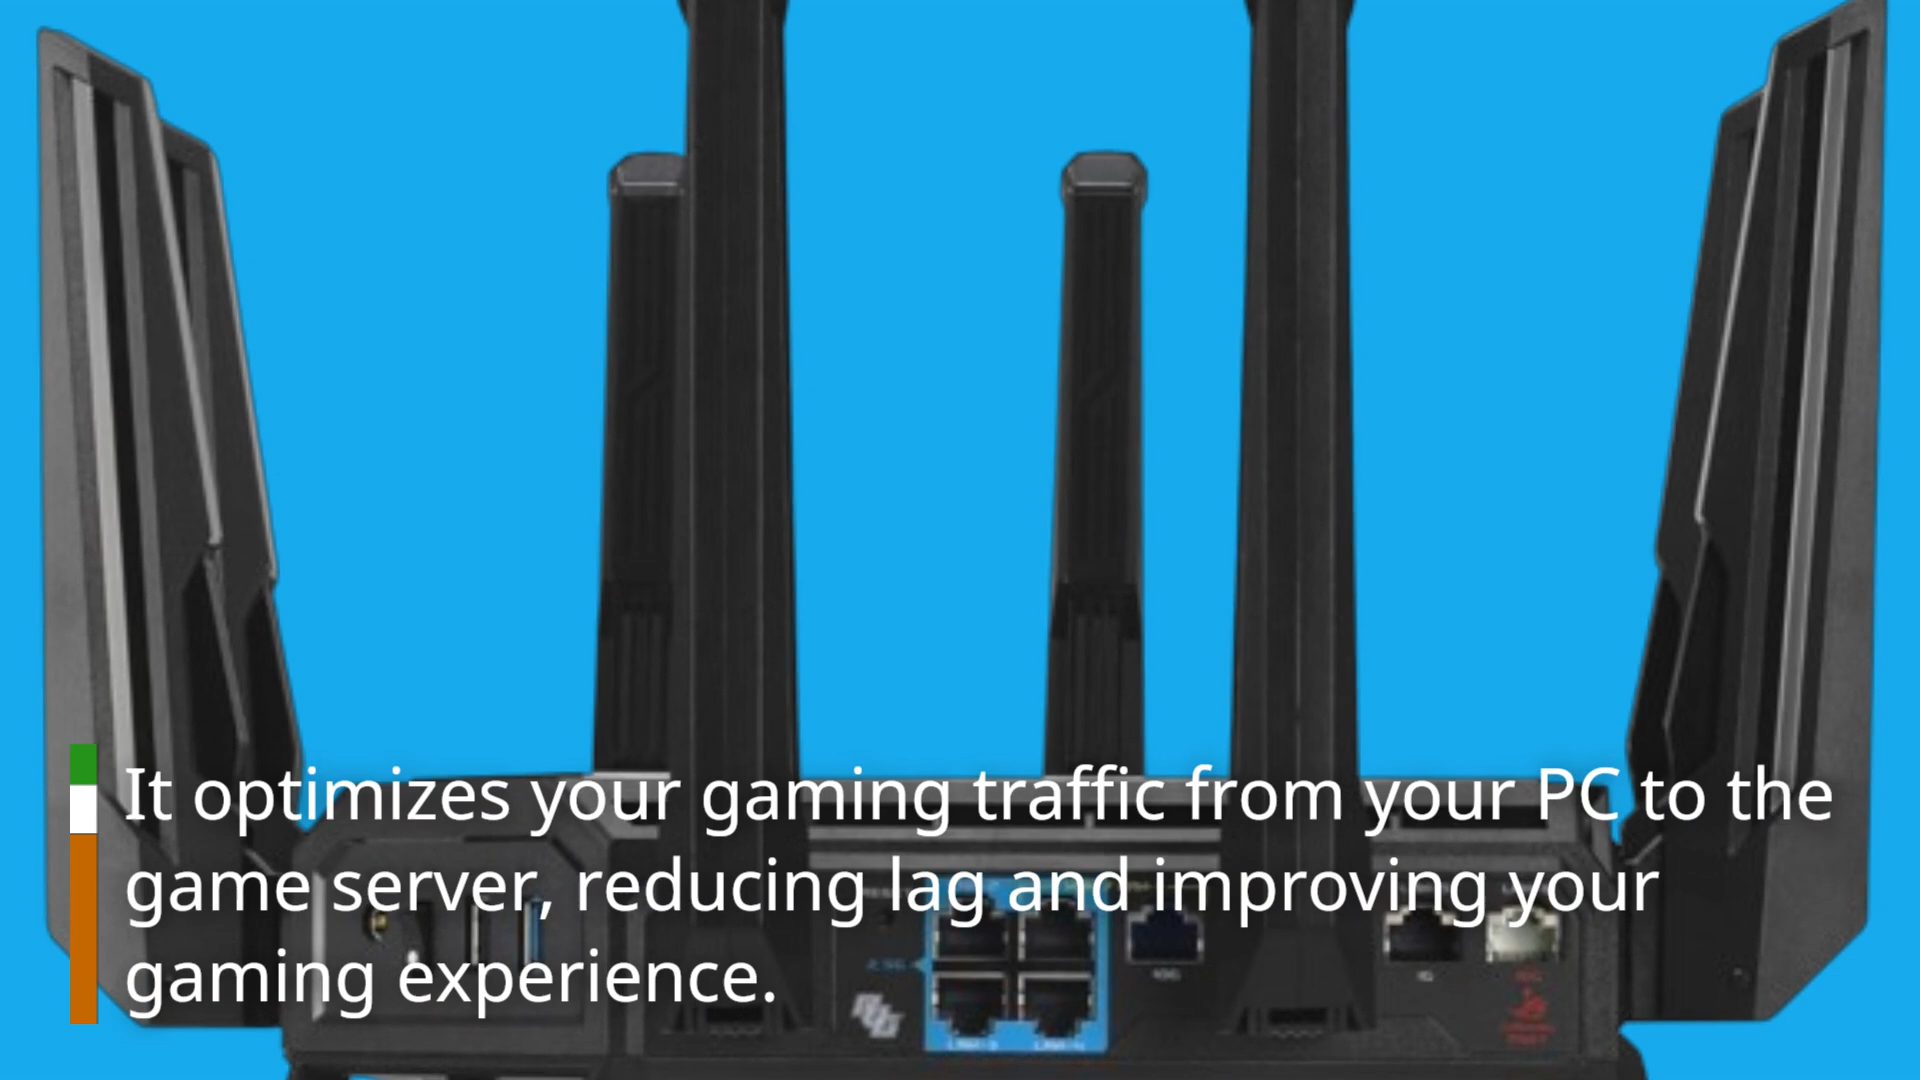 It optimizes your gaming traffic from your PC to the
game server, reducing lag and improving your
gaming experience.